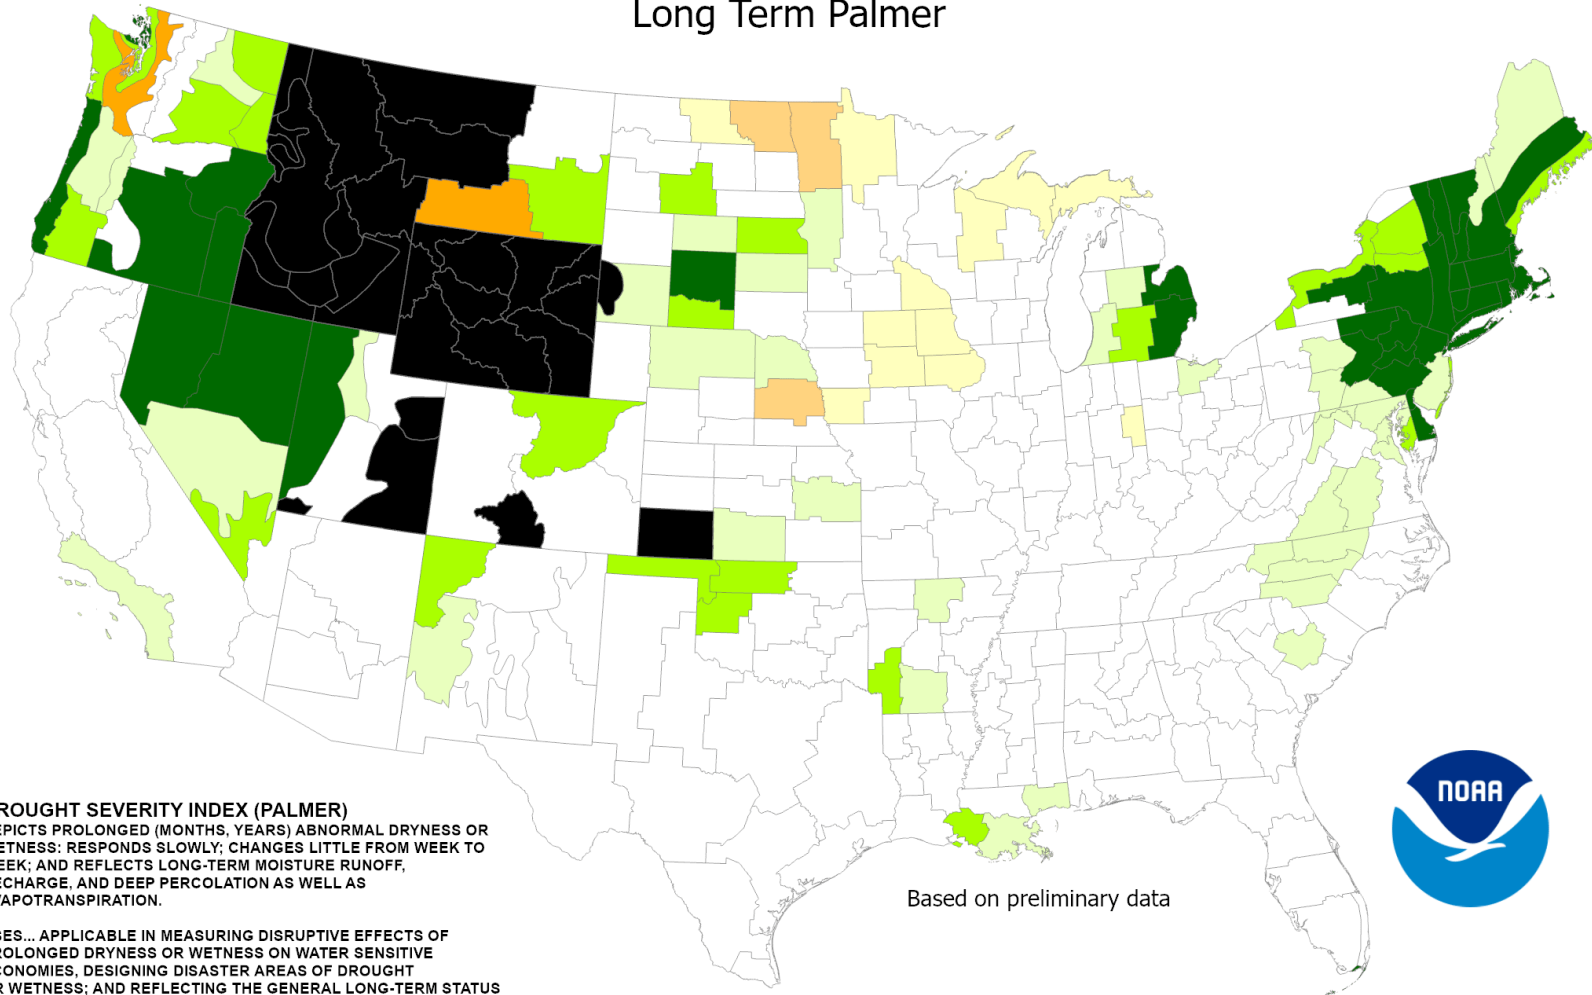 Long Term Palmer
ROUGHT SEVERITY INDEX (PALMER)
EPICTS PROLONGED (MONTHS, YEARS) ABNORMAL DRYNESS OR
ETNESS: RESPONDS SLOWLY; CHANGES LITTLE FROM WEEK TO
EEK; AND REFLECTS LONG-TERM MOISTURE RUNOFF,
ECHARGE, AND DEEP PERCOLATION AS WELL AS
VAPOTRANSPIRATION.
SES... APPLICABLE IN MEASURING DISRUPTIVE EFFECTS OF
ROLONGED DRYNESS OR WETNESS ON WATER SENSITIVE
CONOMIES, DESIGNING DISASTER AREAS OF DROUGHT
R WETNESS; AND REFLECTING THE GENERAL LONG-TERM STATUS
Based on preliminary data
NOAA